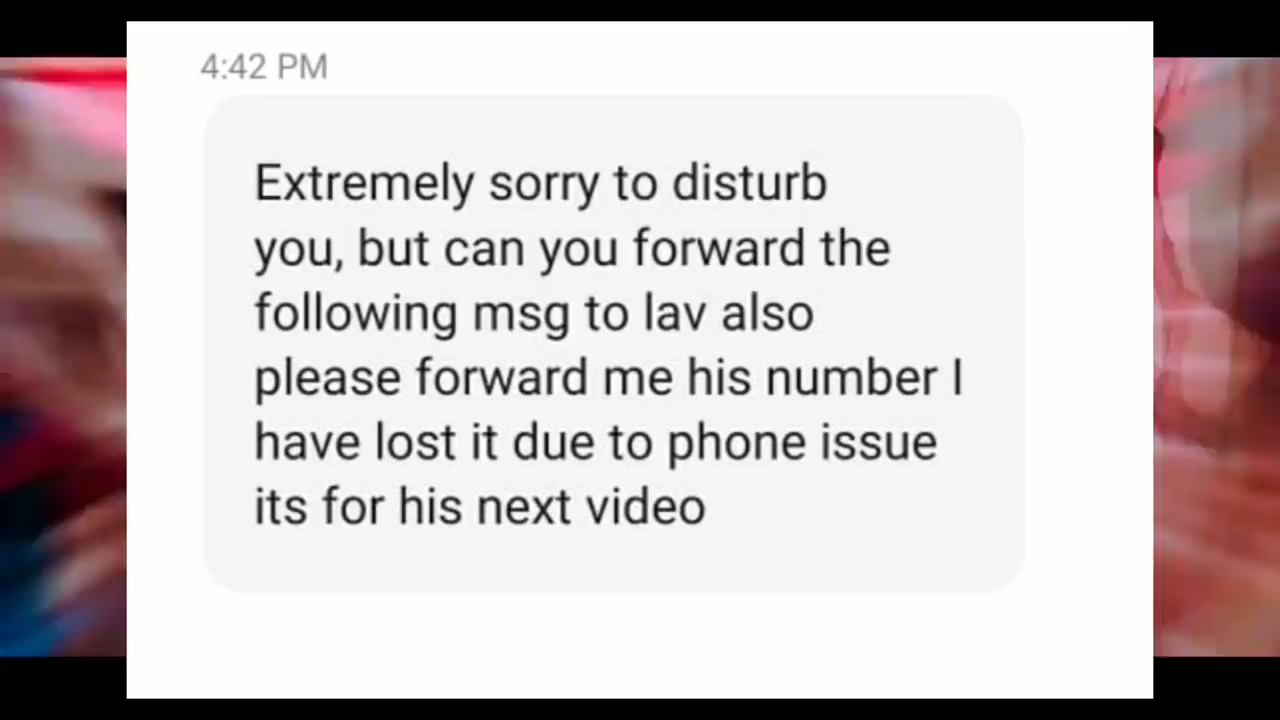 4:42 PM
Extremely sorry to disturb
you, but can you forward the
following msg to lav also
please forward me his number I
have lost it due to phone issue
its for his next video